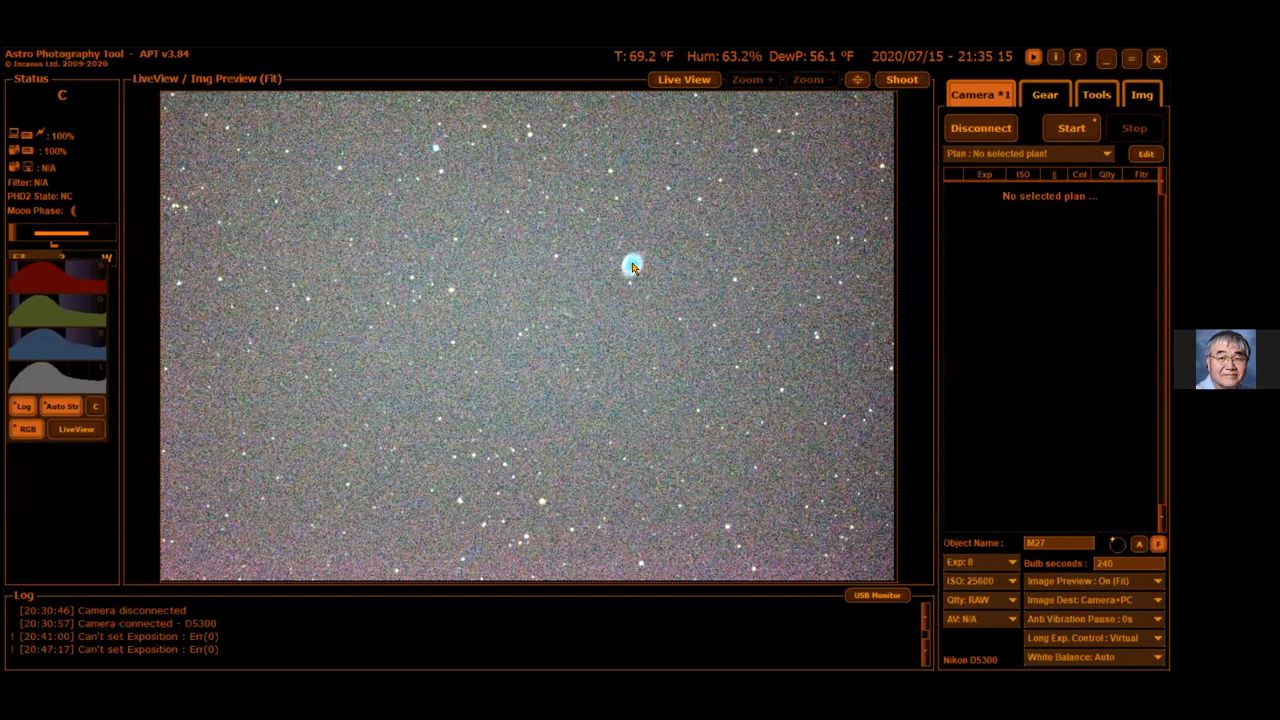 Astro Photography Tool - APT v3.84
© Incanus Ltd. 2009-2020
T: 69.2 ºF Hum: 63.2% DewP: 56.1 ºF 2020/07/15 - 21:35 15
i ? _ = x
Status
C
: 100%
: 100%
: N/A
Filter: N/A
PHD2 State: NC
Moon Phase:
W
R
G
B
L
Log Auto Str C
RGB LiveView
LiveView / Img Preview (Fit)
Live View Zoom + Zoom - Shoot
Camera *1 Gear Tools Img
Disconnect Start Stop
Plan : No selected plan! Edit
Exp ISO || Cnt Qlty Fltr
No selected plan ...
Object Name : M27 A F
Exp: 8 Bulb seconds : 240
ISO: 25600 Image Preview : On (Fit)
Qlty: RAW Image Dest: Camera+PC
AV: N/A Anti Vibration Pause : 0s
Long Exp. Control : Virtual
Nikon D5300 White Balance: Auto
Log USB Monitor
[20:30:46] Camera disconnected
[20:30:57] Camera connected - D5300
! [20:41:00] Can't set Exposition : Err(0)
! [20:47:17] Can't set Exposition : Err(0)